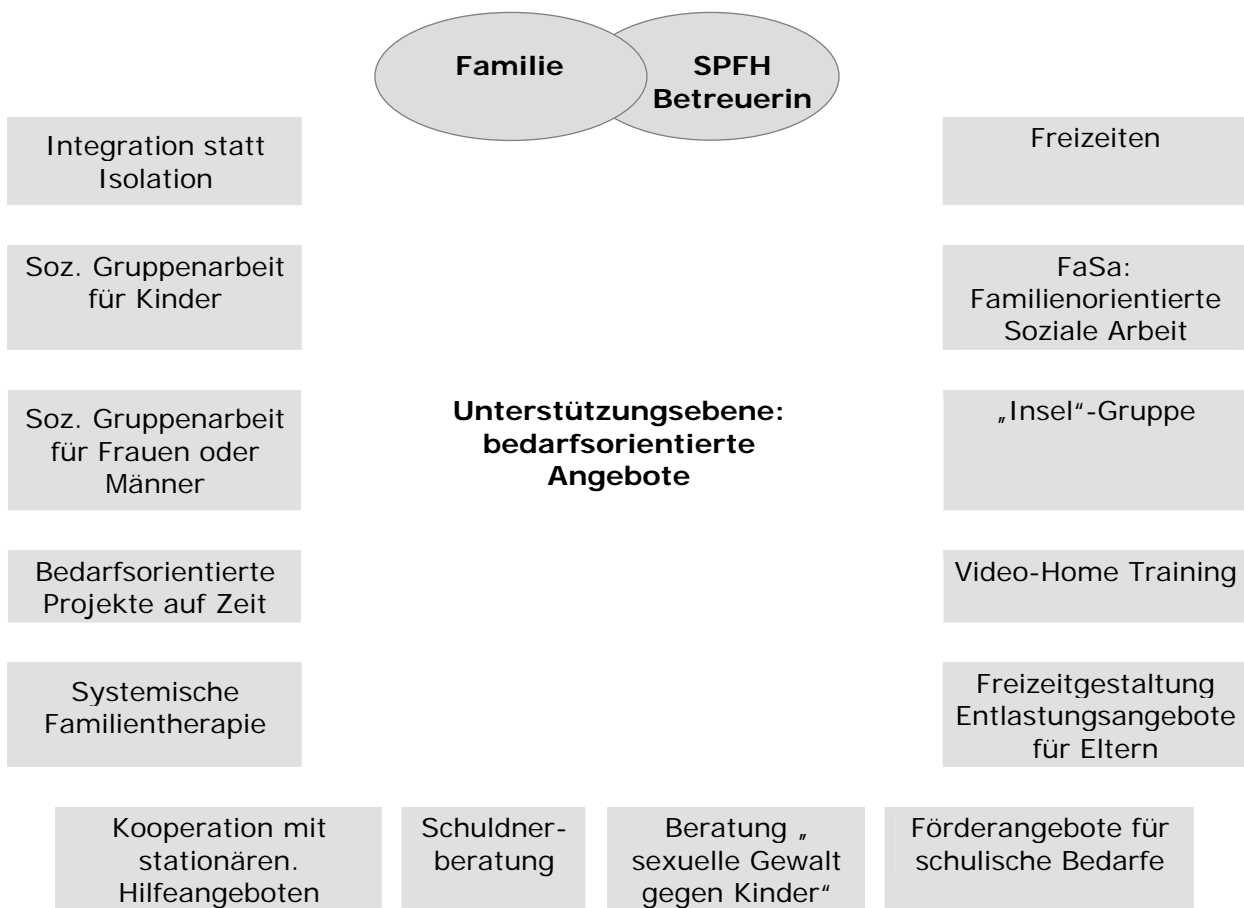 Familie
SPFH
Betreuerin
Integration statt
Isolation
Freizeiten
Soz. Gruppenarbeit
für Kinder
FaSa:
Familienorientierte
Soziale Arbeit
Soz. Gruppenarbeit
für Frauen oder
Männer
Unterstützungsebene:
bedarfsorientierte
Angebote
„Insel“-Gruppe
Bedarfsorientierte
Projekte auf Zeit
Video-Home Training
Systemische
Familientherapie
Freizeitgestaltung
Entlastungsangebote
für Eltern
Kooperation mit
stationären.
Hilfeangeboten
Schuldner-
beratung
Beratung „
sexuelle Gewalt
gegen Kinder“
Förderangebote für
schulische Bedarfe